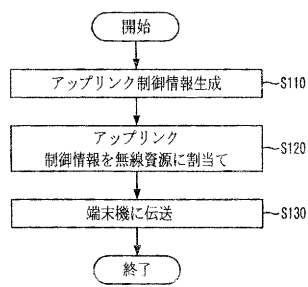 開始
アップリンク制御情報生成
S110
アップリンク
制御情報を無線資源に割当て
S120
端末機に伝送
S130
終了